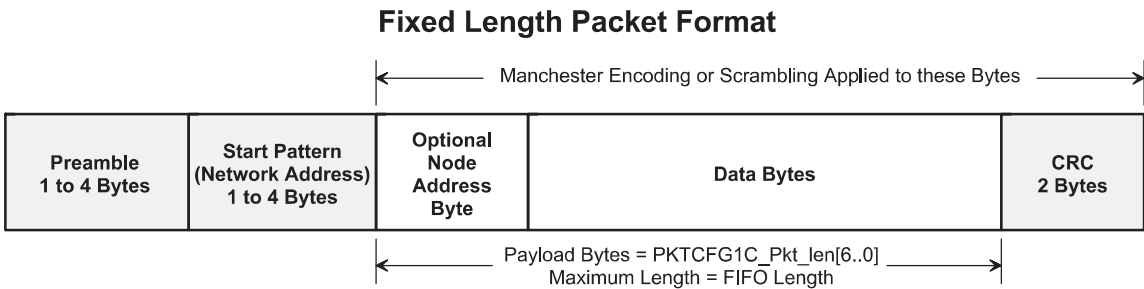 Fixed Length Packet Format
Manchester Encoding or Scrambling Applied to these Bytes
Preamble
1 to 4 Bytes
Start Pattern
(Network Address)
1 to 4 Bytes
Optional
Node
Address
Byte
Data Bytes
CRC
2 Bytes
Payload Bytes = PKTCFG1C_Pkt_len[6..0]
Maximum Length = FIFO Length